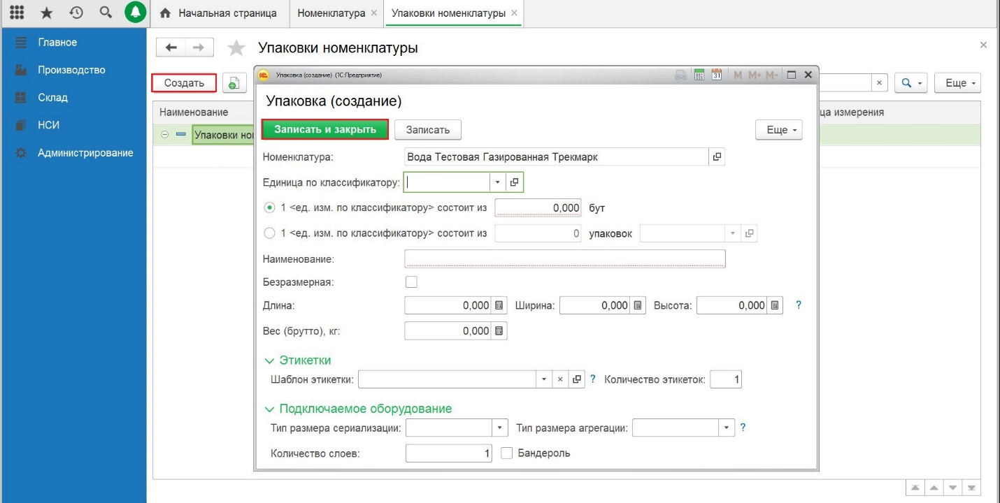 Начальная страница Номенклатура × Упаковки номенклатуры ×
Главное
Производство
Склад
НСИ
Администрирование
Упаковки номенклатуры
Создать
Еще
Наименование
ца измерения
Упаковки но
Упаковка (создание) (1С:Предприятие)
31 M M+ M-
Упаковка (создание)
Записать и закрыть Записать Еще
Номенклатура: Вода Тестовая Газированная Трекмарк
Единица по классификатору:
1 <ед. изм. по классификатору> состоит из 0,000 бут
1 <ед. изм. по классификатору> состоит из 0 упаковок
Наименование:
Безразмерная:
Длина: 0,000 Ширина: 0,000 Высота: 0,000 ?
Вес (брутто), кг: 0,000
Этикетки
Шаблон этикетки: × ? Количество этикеток: 1
Подключаемое оборудование
Тип размера сериализации: Тип размера агрегации: ?
Количество слоев: 1 Бандероль